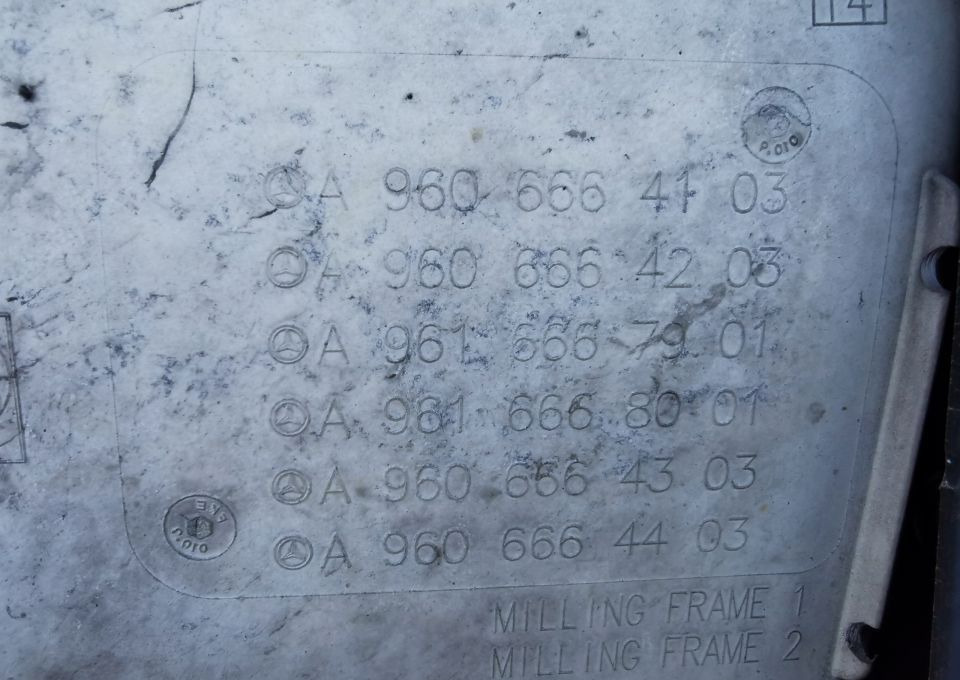 14
P.010
A 960 666 41 03
A 960 666 42 03
A 961 666 79 01
A 961 666 80 01
A 960 666 43 03
A 960 666 44 03
MILLING FRAME 1
MILLING FRAME 2